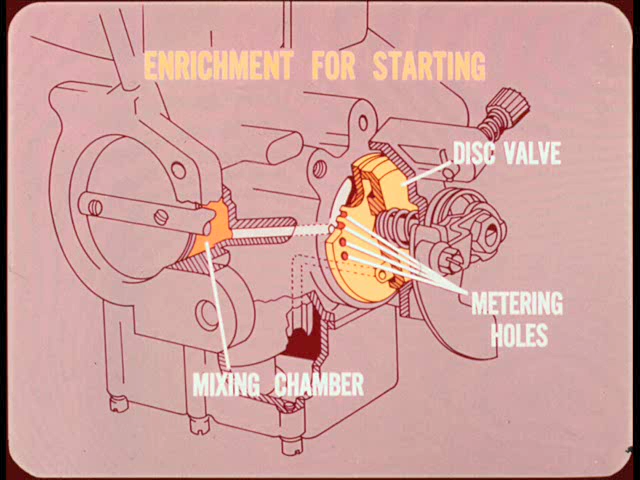 ENRICHMENT FOR STARTING
DISC VALVE
METERING
HOLES
MIXING CHAMBER